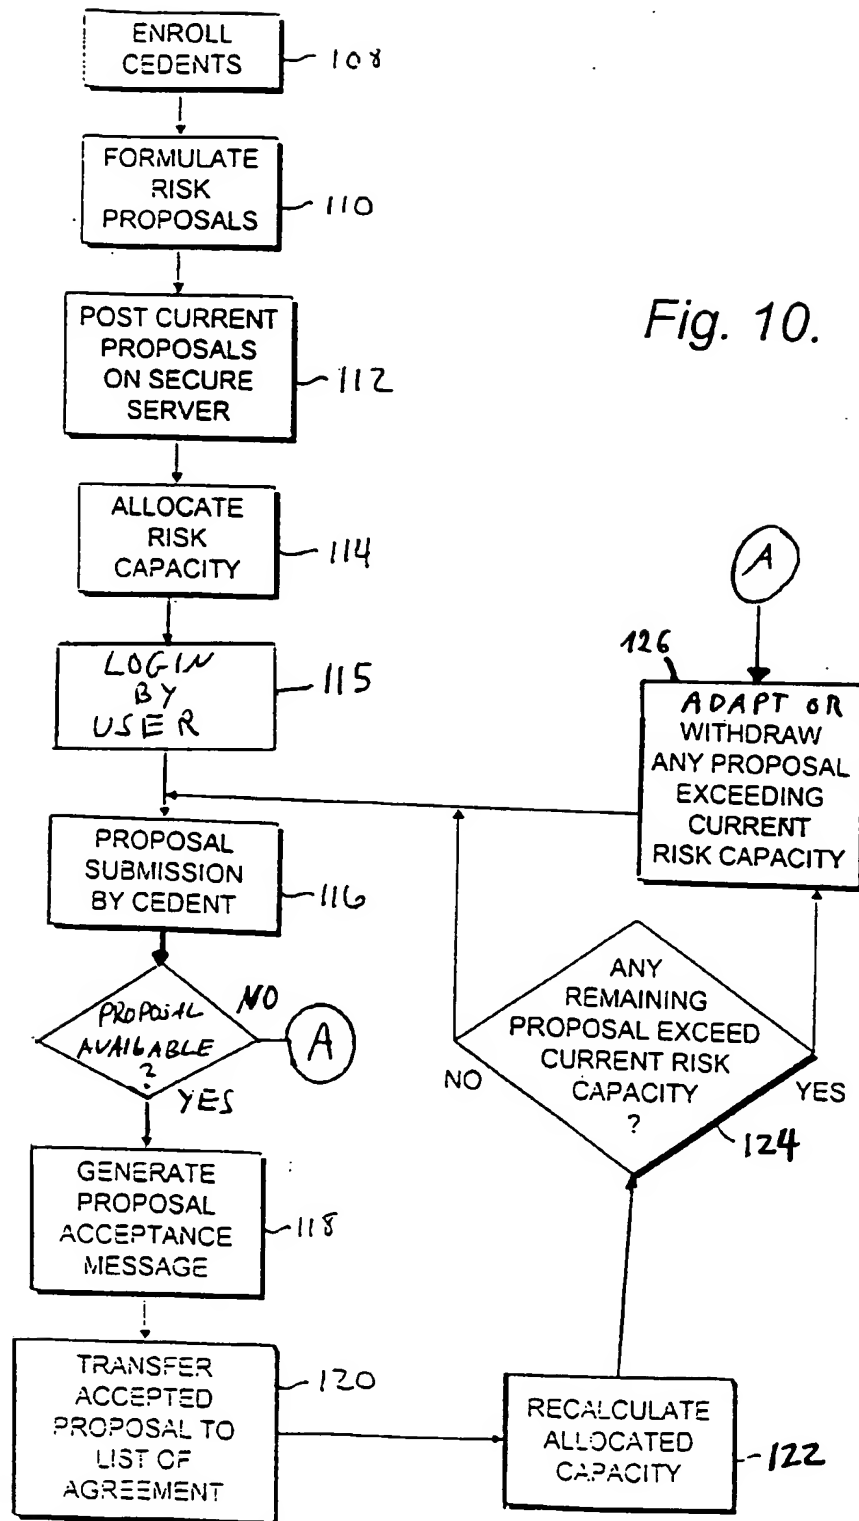 ENROLL
CEDENTS
108
FORMULATE
RISK
PROPOSALS
110
Fig. 10.
POST CURRENT
PROPOSALS
ON SECURE
SERVER
112
ALLOCATE
RISK
CAPACITY
114
LOGIN
BY
USER
115
A
126
ADAPT OR
WITHDRAW
ANY PROPOSAL
EXCEEDING
CURRENT
RISK CAPACITY
PROPOSAL
SUBMISSION
BY CEDENT
116
PROPOSAL
AVAILABLE
?
NO
A
YES
ANY
REMAINING
PROPOSAL EXCEED
CURRENT RISK
CAPACITY
?
NO
YES
124
GENERATE
PROPOSAL
ACCEPTANCE
MESSAGE
118
TRANSFER
ACCEPTED
PROPOSAL TO
LIST OF
AGREEMENT
120
RECALCULATE
ALLOCATED
CAPACITY
122